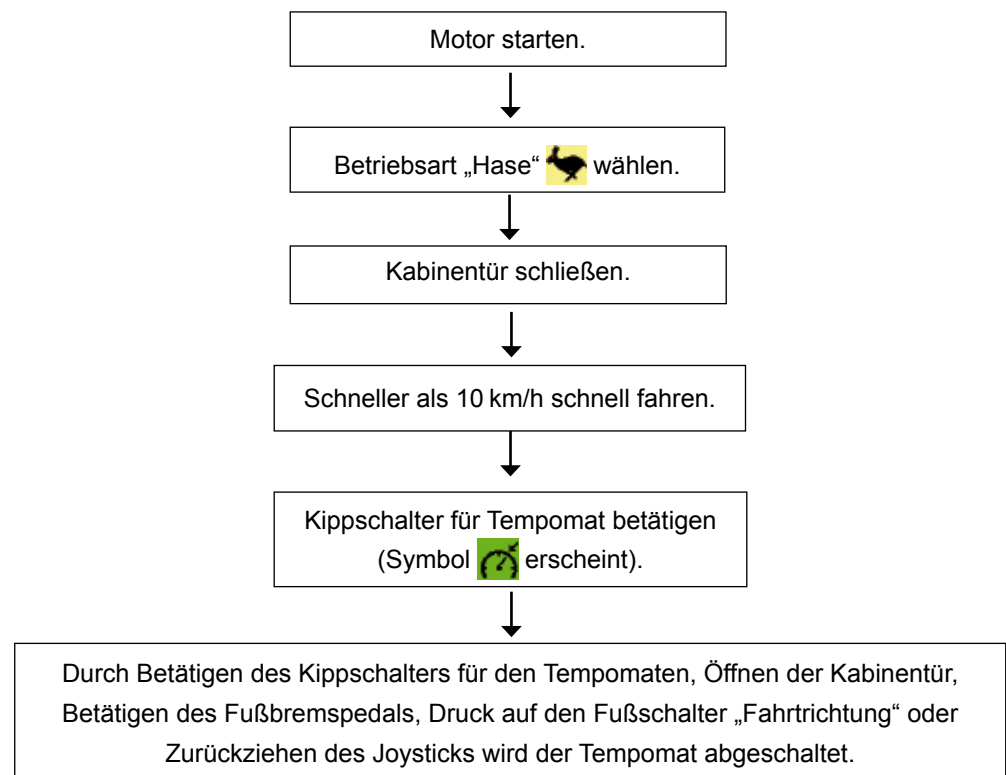 Motor starten.
Betriebsart „Hase“ wählen.
Kabinentür schließen.
Schneller als 10 km/h schnell fahren.
Kippschalter für Tempomat betätigen
(Symbol erscheint).
Durch Betätigen des Kippschalters für den Tempomaten, Öffnen der Kabinentür,
Betätigen des Fußbremspedals, Druck auf den Fußschalter „Fahrtrichtung“ oder
Zurückziehen des Joysticks wird der Tempomat abgeschaltet.